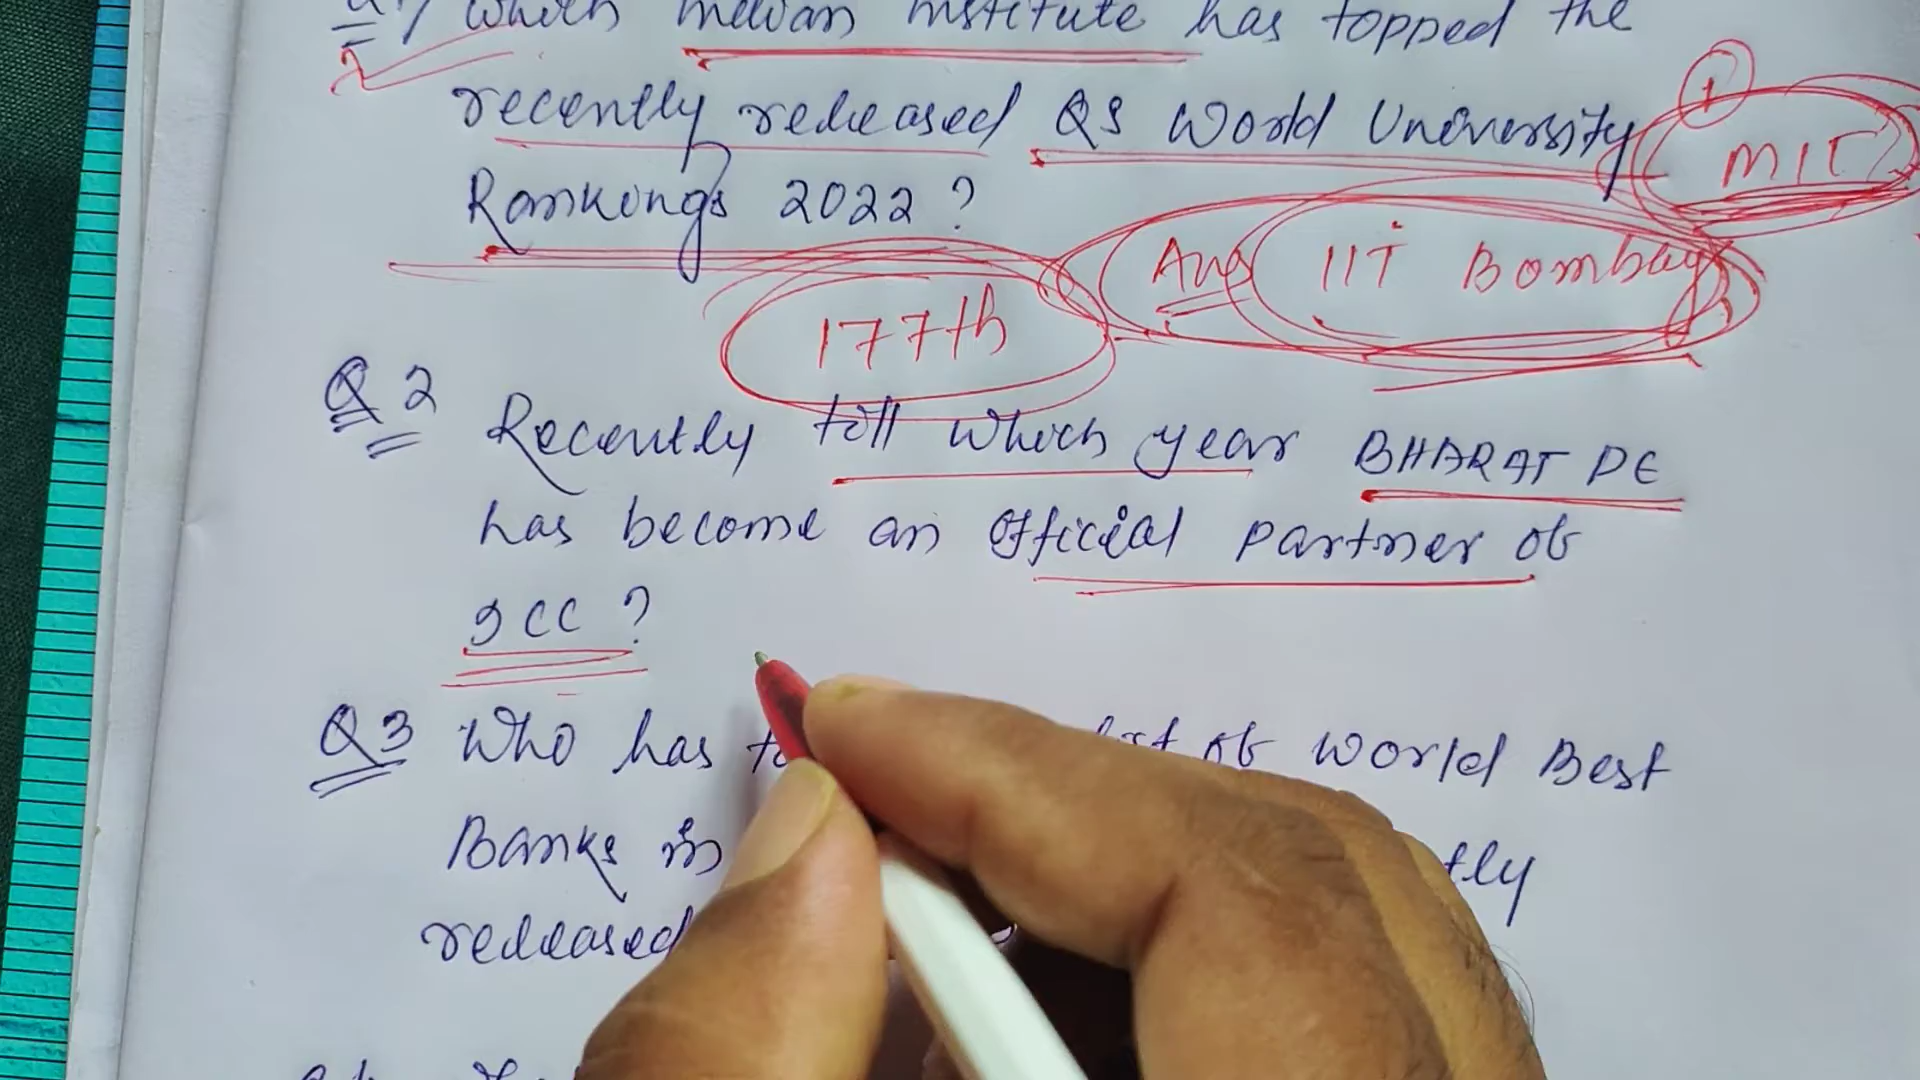 Q1) Which Indian institute has topped the
recently released QS World University
① MIT
Rankings 2022 ?
Ans IIT Bombay
177th
Q2 Recently till which year BHARAT PE
has become an official partner of
ICC ?
Q3 Who has list of World Best
Banks in
released